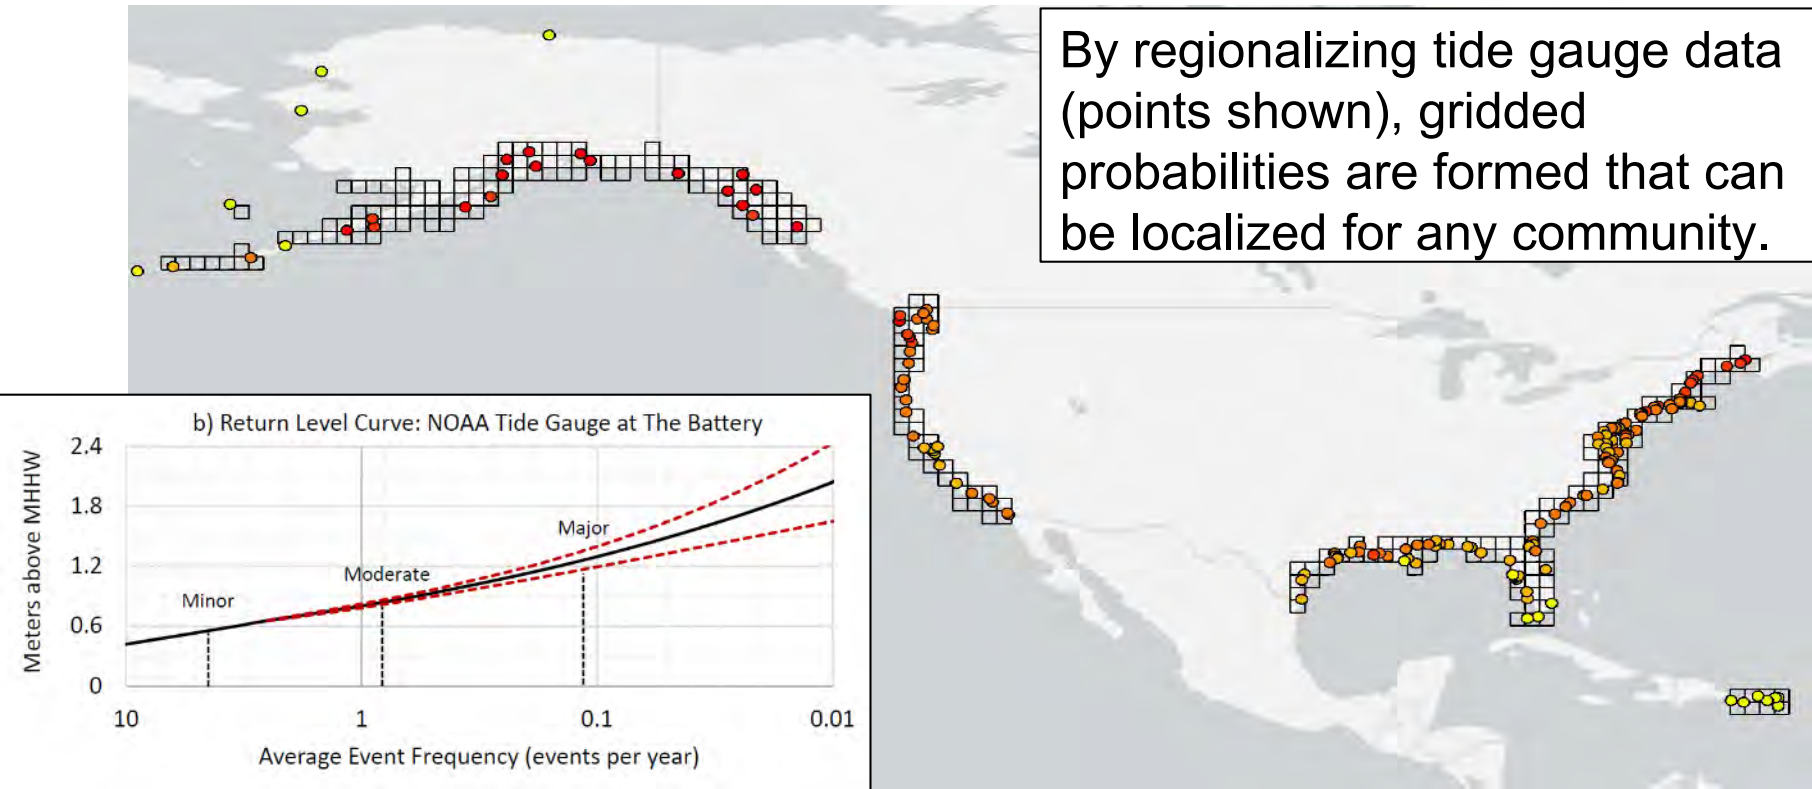 By regionalizing tide gauge data
(points shown), gridded
probabilities are formed that can
be localized for any community.
b) Return Level Curve: NOAA Tide Gauge at The Battery
Meters above MHHW
2.4
1.8
1.2
0.6
0
Minor
Moderate
Major
10 1 0.1 0.01
Average Event Frequency (events per year)